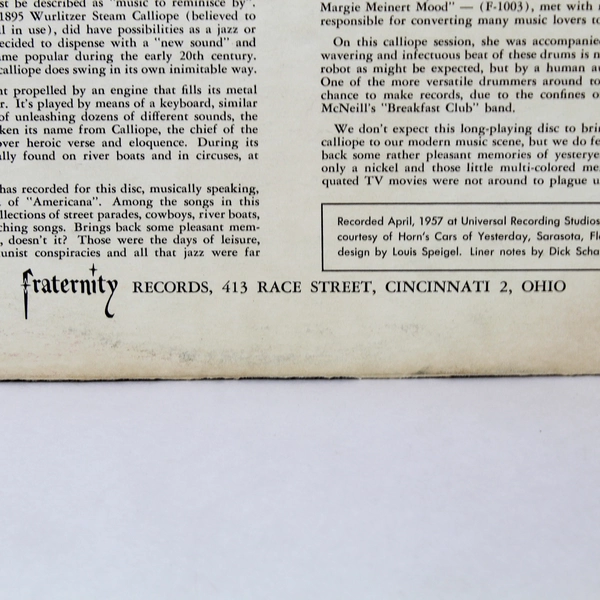 st be described as "music to reminisce by".
1895 Wurlitzer Steam Calliope (believed to
l in use), did have possibilities as a jazz or
ecided to dispense with a "new sound" and
ame popular during the early 20th century.
calliope does swing in its own inimitable way.
nt propelled by an engine that fills its metal
r. It's played by means of a keyboard, similar
of unleashing dozens of different sounds, the
ken its name from Calliope, the chief of the
over heroic verse and eloquence. During its
lly found on river boats and in circuses, at
has recorded for this disc, musically speaking,
of "Americana". Among the songs in this
llections of street parades, cowboys, river boats,
ching songs. Brings back some pleasant mem-
, doesn't it? Those were the days of leisure,
unist conspiracies and all that jazz were far
Margie Meinert Mood" — (F-1003), met with
responsible for converting many music lovers to
On this calliope session, she was accompanie
wavering and infectuous beat of these drums is n
robot as might be expected, but by a human a
One of the more versatile drummers around to
chance to make records, due to the confines o
McNeill's "Breakfast Club" band.
We don't expect this long-playing disc to brin
calliope to our modern music scene, but we do fe
back some rather pleasant memories of yesterye
only a nickel and those little multi-colored me
quated TV movies were not around to plague u
Recorded April, 1957 at Universal Recording Studios
courtesy of Horn's Cars of Yesterday, Sarasota, Flo
design by Louis Speigel. Liner notes by Dick Scha
fraternity RECORDS, 413 RACE STREET, CINCINNATI 2, OHIO